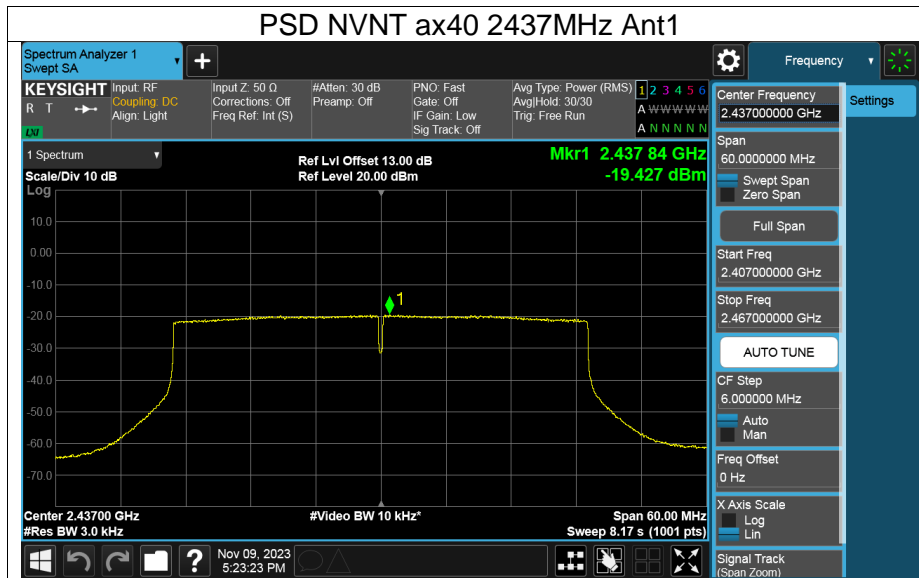 PSD NVNT ax40 2437MHz Ant1
Spectrum Analyzer 1
Swept SA
+
Frequency
KEYSIGHT
R T
LXI
Input: RF
Coupling: DC
Align: Light
Input Z: 50 Ω
Corrections: Off
Freq Ref: Int (S)
#Atten: 30 dB
Preamp: Off
PNO: Fast
Gate: Off
IF Gain: Low
Sig Track: Off
Avg Type: Power (RMS)
Avg|Hold: 30/30
Trig: Free Run
1 2 3 4 5 6
A W W W W W
A N N N N N
1 Spectrum
Scale/Div 10 dB
Log
Ref Lvl Offset 13.00 dB
Ref Level 20.00 dBm
Mkr1 2.437 84 GHz
-19.427 dBm
10.0
0.00
-10.0
-20.0
-30.0
-40.0
-50.0
-60.0
-70.0
1
Center 2.43700 GHz
#Res BW 3.0 kHz
#Video BW 10 kHz*
Span 60.00 MHz
Sweep 8.17 s (1001 pts)
Center Frequency
2.437000000 GHz
Settings
Span
60.0000000 MHz
Swept Span
Zero Span
Full Span
Start Freq
2.407000000 GHz
Stop Freq
2.467000000 GHz
AUTO TUNE
CF Step
6.000000 MHz
Auto
Man
Freq Offset
0 Hz
X Axis Scale
Log
Lin
Signal Track
(Span Zoom)
?
Nov 09, 2023
5:23:23 PM